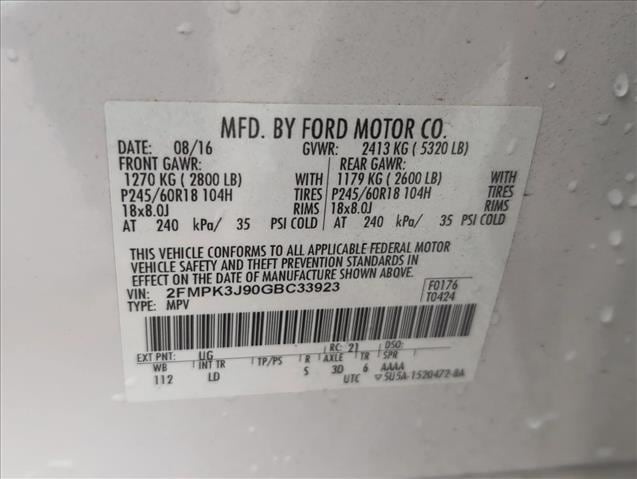 MFD. BY FORD MOTOR CO.
DATE: 08/16 GVWR: 2413 KG ( 5320 LB)
FRONT GAWR: REAR GAWR:
1270 KG ( 2800 LB) WITH 1179 KG ( 2600 LB) WITH
P245/60R18 104H TIRES P245/60R18 104H TIRES
18x8.0J RIMS 18x8.0J RIMS
AT 240 kPa/ 35 PSI COLD AT 240 kPa/ 35 PSI COLD
THIS VEHICLE CONFORMS TO ALL APPLICABLE FEDERAL MOTOR
VEHICLE SAFETY AND THEFT PREVENTION STANDARDS IN
EFFECT ON THE DATE OF MANUFACTURE SHOWN ABOVE.
VIN: 2FMPK3J90GBC33923 F0176
TYPE: MPV T0424
EXT PNT: UG RC: 21 DSO:
WB INT TR TP/PS R AXLE TR SPR
112 LD S 3D 6 AAAA
UTC ▽5U5A-1520472-BA